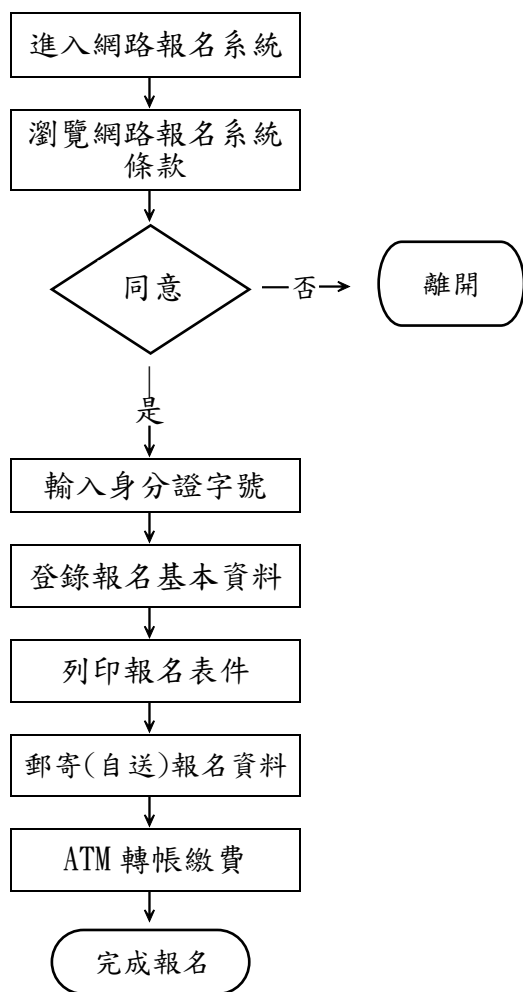 進入網路報名系統
瀏覽網路報名系統
條款
同意
否
離開
是
輸入身分證字號
登錄報名基本資料
列印報名表件
郵寄(自送)報名資料
ATM 轉帳繳費
完成報名